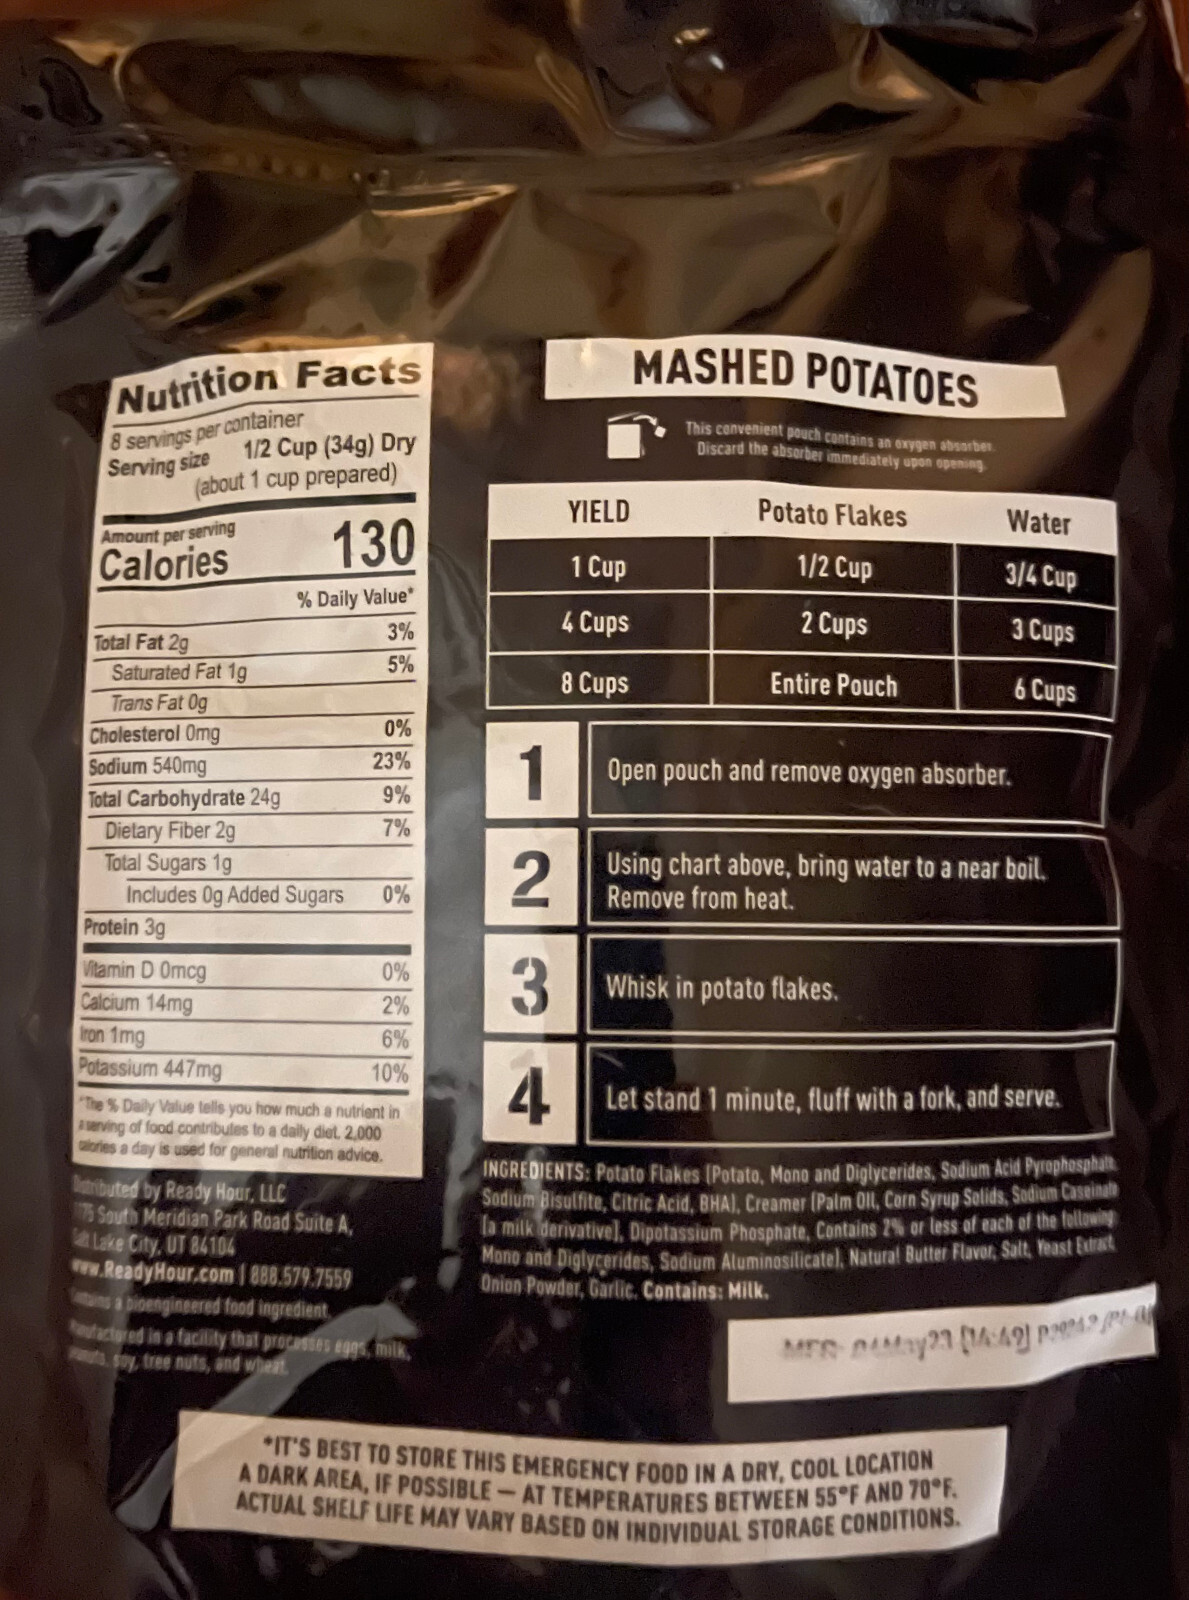 Nutrition Facts
8 servings per container
Serving size 1/2 Cup (34g) Dry
(about 1 cup prepared)
Amount per serving
Calories 130
% Daily Value*
Total Fat 2g 3%
Saturated Fat 1g 5%
Trans Fat 0g
Cholesterol 0mg 0%
Sodium 540mg 23%
Total Carbohydrate 24g 9%
Dietary Fiber 2g 7%
Total Sugars 1g
Includes 0g Added Sugars 0%
Protein 3g
Vitamin D 0mcg 0%
Calcium 14mg 2%
Iron 1mg 6%
Potassium 447mg 10%
*The % Daily Value tells you how much a nutrient in
a serving of food contributes to a daily diet. 2,000
calories a day is used for general nutrition advice.
Distributed by Ready Hour, LLC
South Meridian Park Road Suite A,
Salt Lake City, UT 84104
www.ReadyHour.com | 888.579.7559
Contains a bioengineered food ingredient
Manufactured in a facility that processes eggs, milk,
peanuts, soy, tree nuts, and wheat.
MASHED POTATOES
This convenient pouch contains an oxygen absorber.
Discard the absorber immediately upon opening.
YIELD Potato Flakes Water
1 Cup 1/2 Cup 3/4 Cup
4 Cups 2 Cups 3 Cups
8 Cups Entire Pouch 6 Cups
1 Open pouch and remove oxygen absorber.
2 Using chart above, bring water to a near boil.
Remove from heat.
3 Whisk in potato flakes.
4 Let stand 1 minute, fluff with a fork, and serve.
INGREDIENTS: Potato Flakes (Potato, Mono and Diglycerides, Sodium Acid Pyrophosphate,
Sodium Bisulfite, Citric Acid, BHA), Creamer (Palm Oil, Corn Syrup Solids, Sodium Caseinate
[a milk derivative], Dipotassium Phosphate, Contains 2% or less of each of the following:
Mono and Diglycerides, Sodium Aluminosilicate), Natural Butter Flavor, Salt, Yeast Extract,
Onion Powder, Garlic. Contains: Milk.
MFR: 04May23 [14:49]
*IT'S BEST TO STORE THIS EMERGENCY FOOD IN A DRY, COOL LOCATION
A DARK AREA, IF POSSIBLE — AT TEMPERATURES BETWEEN 55°F AND 70°F.
ACTUAL SHELF LIFE MAY VARY BASED ON INDIVIDUAL STORAGE CONDITIONS.